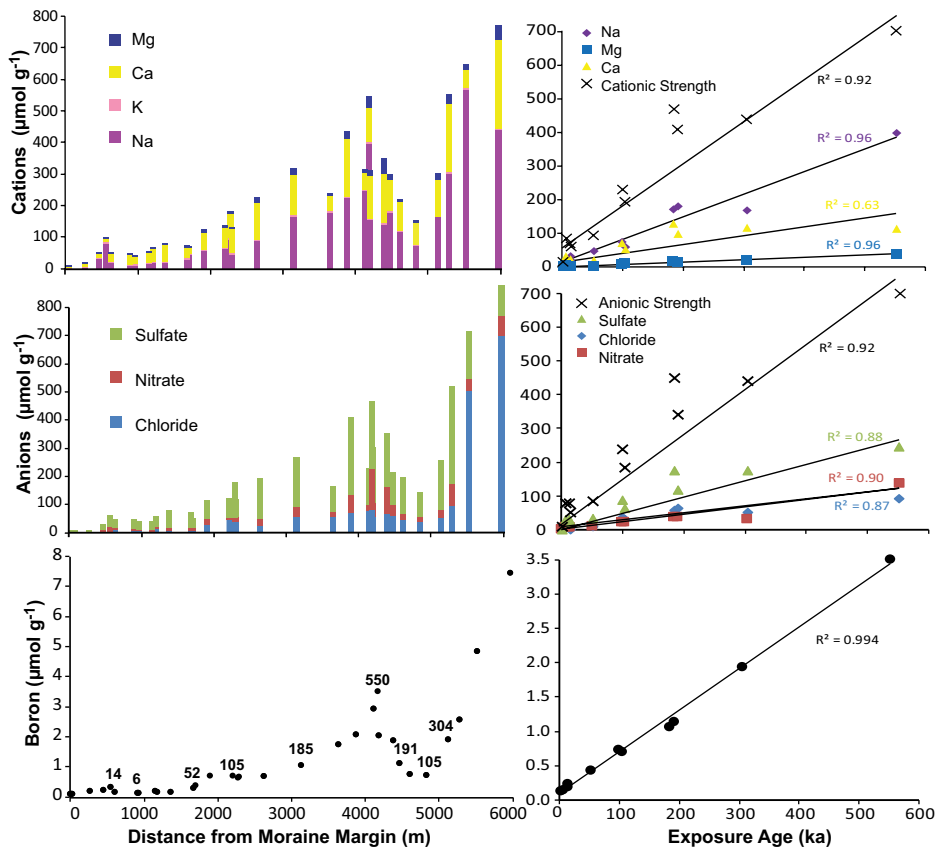 Cations (µmol g⁻¹)
800
700
600
500
400
300
200
100
0
Mg
Ca
K
Na
700
600
500
400
300
200
100
0
Na
Mg
Ca
Cationic Strength
R² = 0.92
R² = 0.96
R² = 0.63
R² = 0.96
Anions (µmol g⁻¹)
800
700
600
500
400
300
200
100
0
Sulfate
Nitrate
Chloride
700
600
500
400
300
200
100
0
Anionic Strength
Sulfate
Chloride
Nitrate
R² = 0.92
R² = 0.88
R² = 0.90
R² = 0.87
Boron (µmol g⁻¹)
8
7
6
5
4
3
2
1
0
14
6
52
105
185
550
191
105
304
0 1000 2000 3000 4000 5000 6000
Distance from Moraine Margin (m)
3.5
3.0
2.5
2.0
1.5
1.0
0.5
0.0
R² = 0.994
0 100 200 300 400 500 600
Exposure Age (ka)